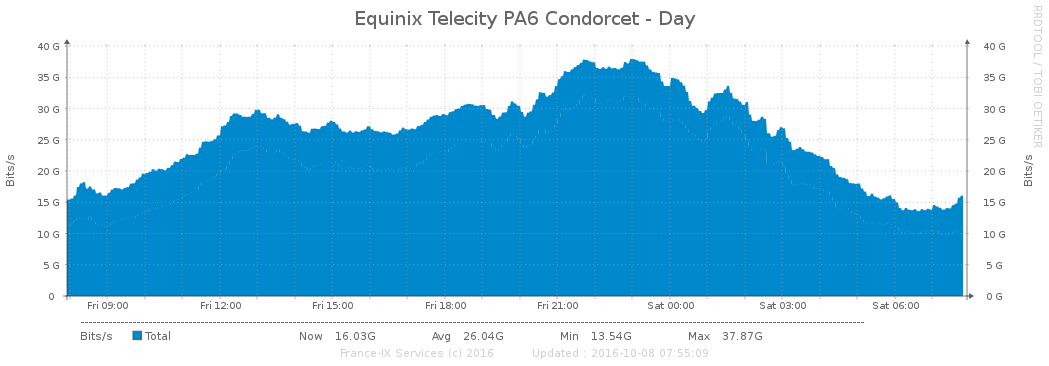 Equinix Telecity PA6 Condorcet - Day
RRDTOOL / TOBI OETIKER
40 G 40 G
35 G 35 G
30 G 30 G
25 G 25 G
20 G 20 G
15 G 15 G
10 G 10 G
5 G 5 G
0 0 G
Bits/s Bits/s
Fri 09:00 Fri 12:00 Fri 15:00 Fri 18:00 Fri 21:00 Sat 00:00 Sat 03:00 Sat 06:00
Bits/s Total Now 16.03G Avg 26.04G Min 13.54G Max 37.87G
France-IX Services (c) 2016 Updated : 2016-10-08 07:55:09